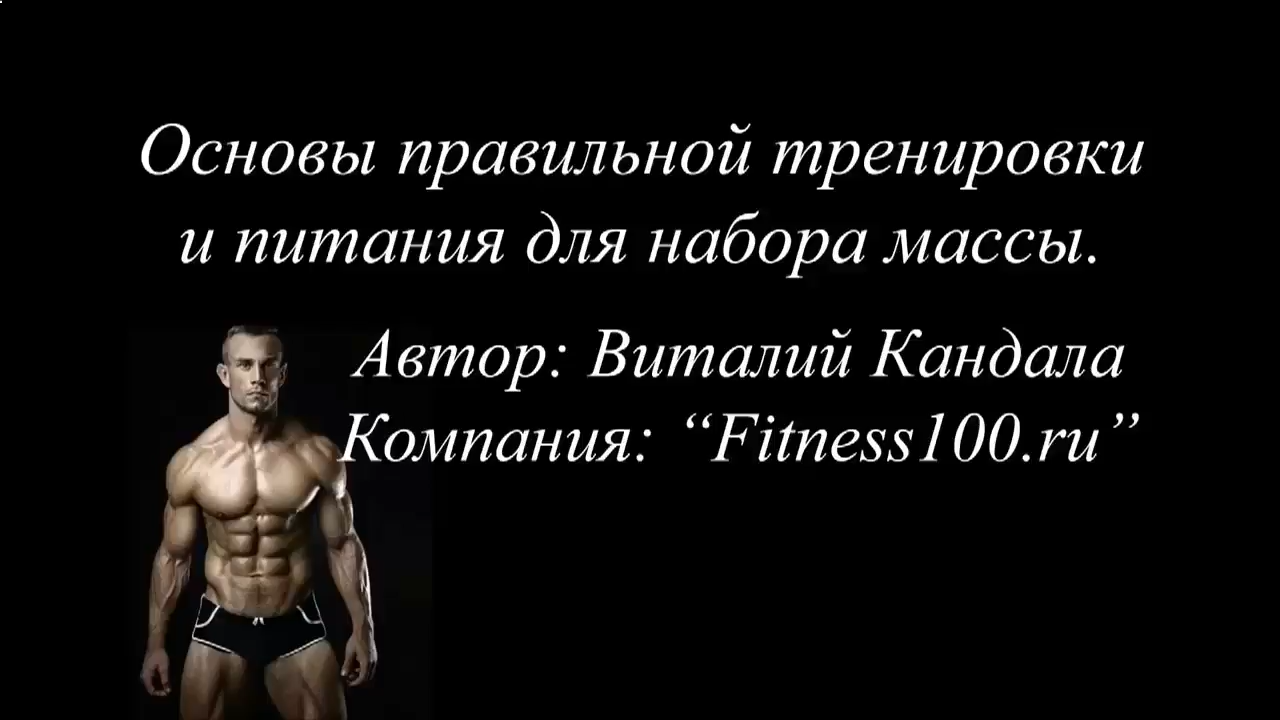 Основы правильной тренировки
и питания для набора массы.
Автор: Виталий Кандала
Компания: “Fitness100.ru”